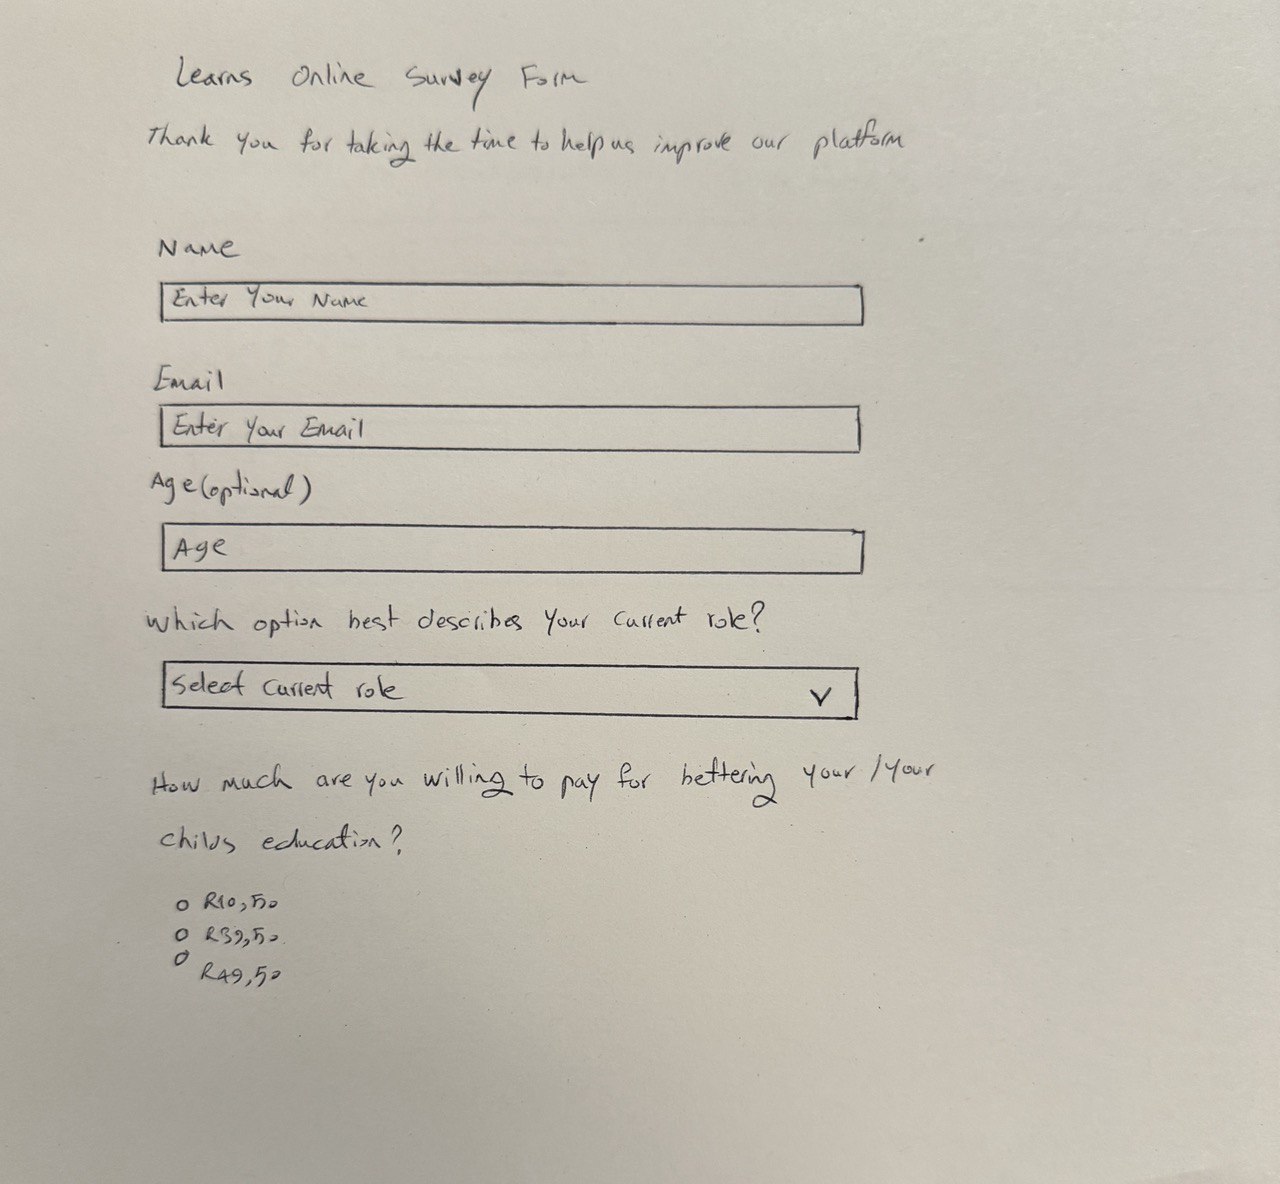 Learns Online Survey Form
Thank you for taking the time to help us improve our platform
Name
Enter Your Name
Email
Enter Your Email
Age (optional)
Age
Which option best describes your current role?
Select current role
How much are you willing to pay for bettering your / your
childs education?
R10,50
R39,50
R49,50